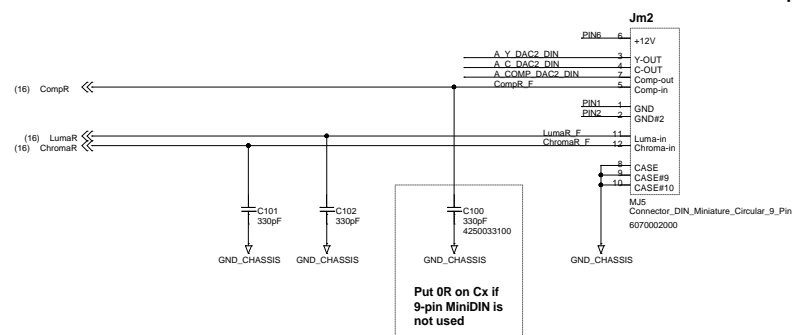 Jm2
PIN6 6 +12V
A_Y_DAC2_DIN 3 Y-OUT
A_C_DAC2_DIN 4 C-OUT
A_COMP_DAC2_DIN 7 Comp-out
(16) CompR CompR_F 5 Comp-in
PIN1 1 GND
PIN2 2 GND#2
(16) LumaR LumaR_F 11 Luma-in
(16) ChromaR ChromaR_F 12 Chroma-in
8 CASE
9 CASE#9
10 CASE#10
MJ5
Connector_DIN_Miniature_Circular_9_Pin
6070002000
C101
330pF
C102
330pF
C100
330pF
4250033100
GND_CHASSIS GND_CHASSIS GND_CHASSIS GND_CHASSIS
Put 0R on Cx if
9-pin MiniDIN is
not used